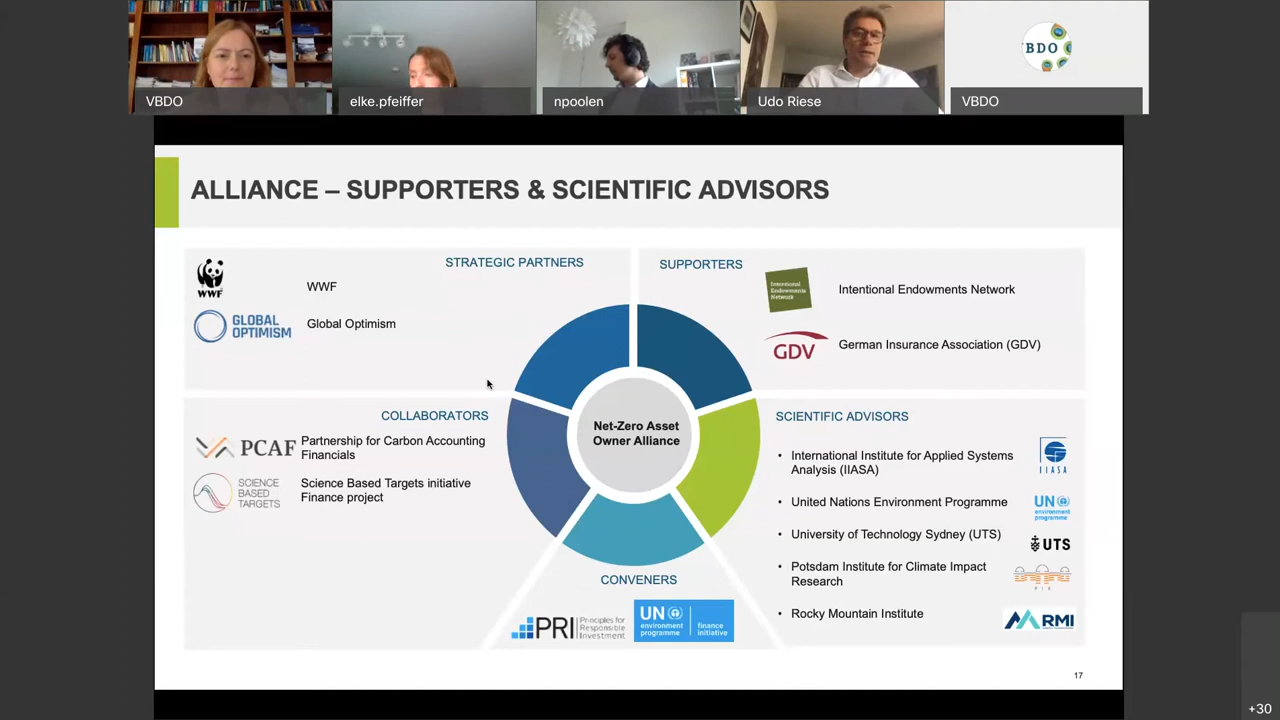 VBDO
elke.pfeiffer
npoolen
Udo Riese
VBDO
BDO
ALLIANCE – SUPPORTERS & SCIENTIFIC ADVISORS
STRATEGIC PARTNERS
WWF
WWF
GLOBAL
OPTIMISM
Global Optimism
SUPPORTERS
Intentional
Endowments
Network
Intentional Endowments Network
GDV
German Insurance Association (GDV)
COLLABORATORS
PCAF
Partnership for Carbon Accounting
Financials
SCIENCE
BASED
TARGETS
Science Based Targets initiative
Finance project
Net-Zero Asset
Owner Alliance
SCIENTIFIC ADVISORS
• International Institute for Applied Systems
Analysis (IIASA)
IIASA
• United Nations Environment Programme
UN
environment
programme
• University of Technology Sydney (UTS)
UTS
• Potsdam Institute for Climate Impact
Research
PIK
• Rocky Mountain Institute
RMI
CONVENERS
PRI Principles for
Responsible
Investment
UN
environment
programme
finance
initiative
17
+30